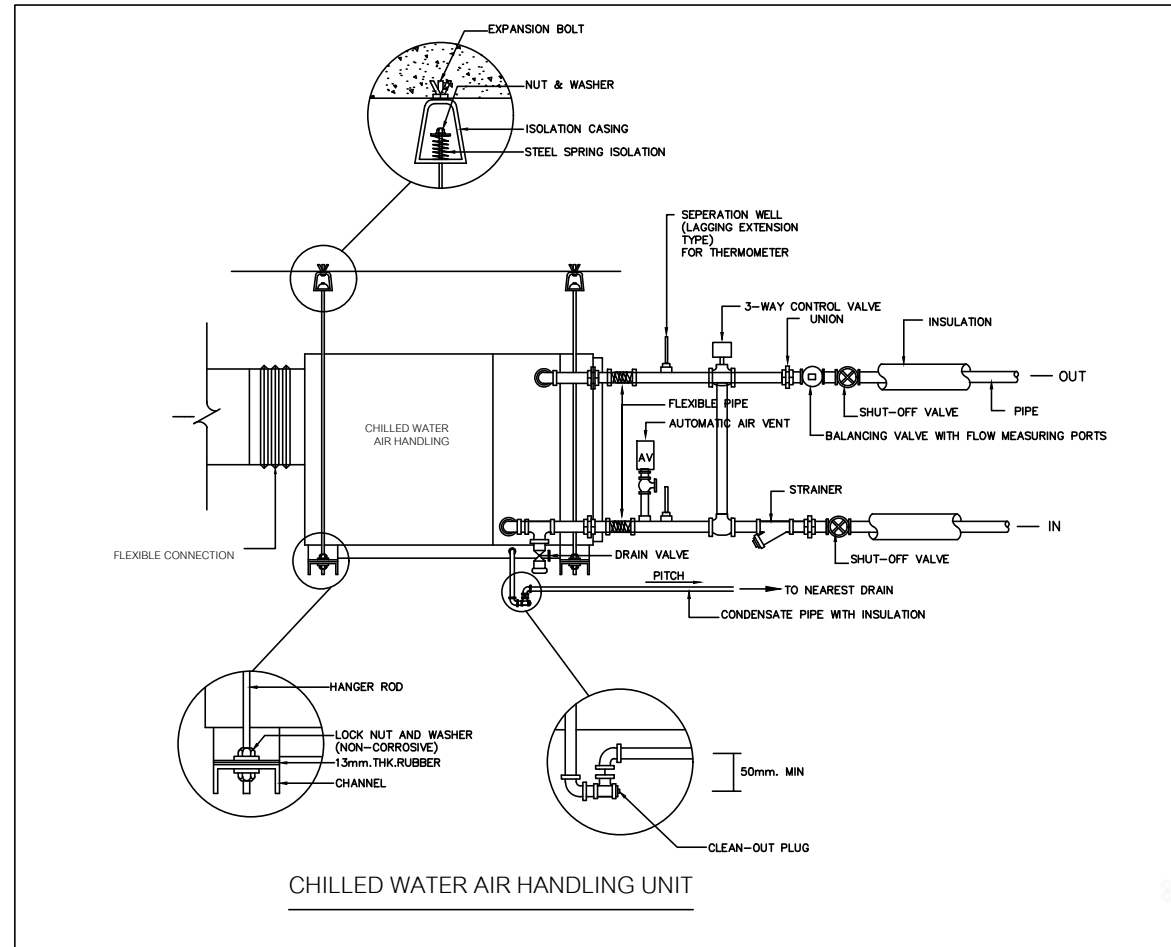 EXPANSION BOLT
NUT & WASHER
ISOLATION CASING
STEEL SPRING ISOLATION
SEPERATION WELL
(LAGGING EXTENSION
TYPE)
FOR THERMOMETER
3-WAY CONTROL VALVE
UNION
INSULATION
OUT
FLEXIBLE PIPE
SHUT-OFF VALVE
PIPE
AUTOMATIC AIR VENT
BALANCING VALVE WITH FLOW MEASURING PORTS
CHILLED WATER
AIR HANDLING
AV
STRAINER
IN
FLEXIBLE CONNECTION
DRAIN VALVE
SHUT-OFF VALVE
PITCH
TO NEAREST DRAIN
CONDENSATE PIPE WITH INSULATION
HANGER ROD
LOCK NUT AND WASHER
(NON-CORROSIVE)
13mm.THK.RUBBER
CHANNEL
50mm. MIN
CLEAN-OUT PLUG
CHILLED WATER AIR HANDLING UNIT